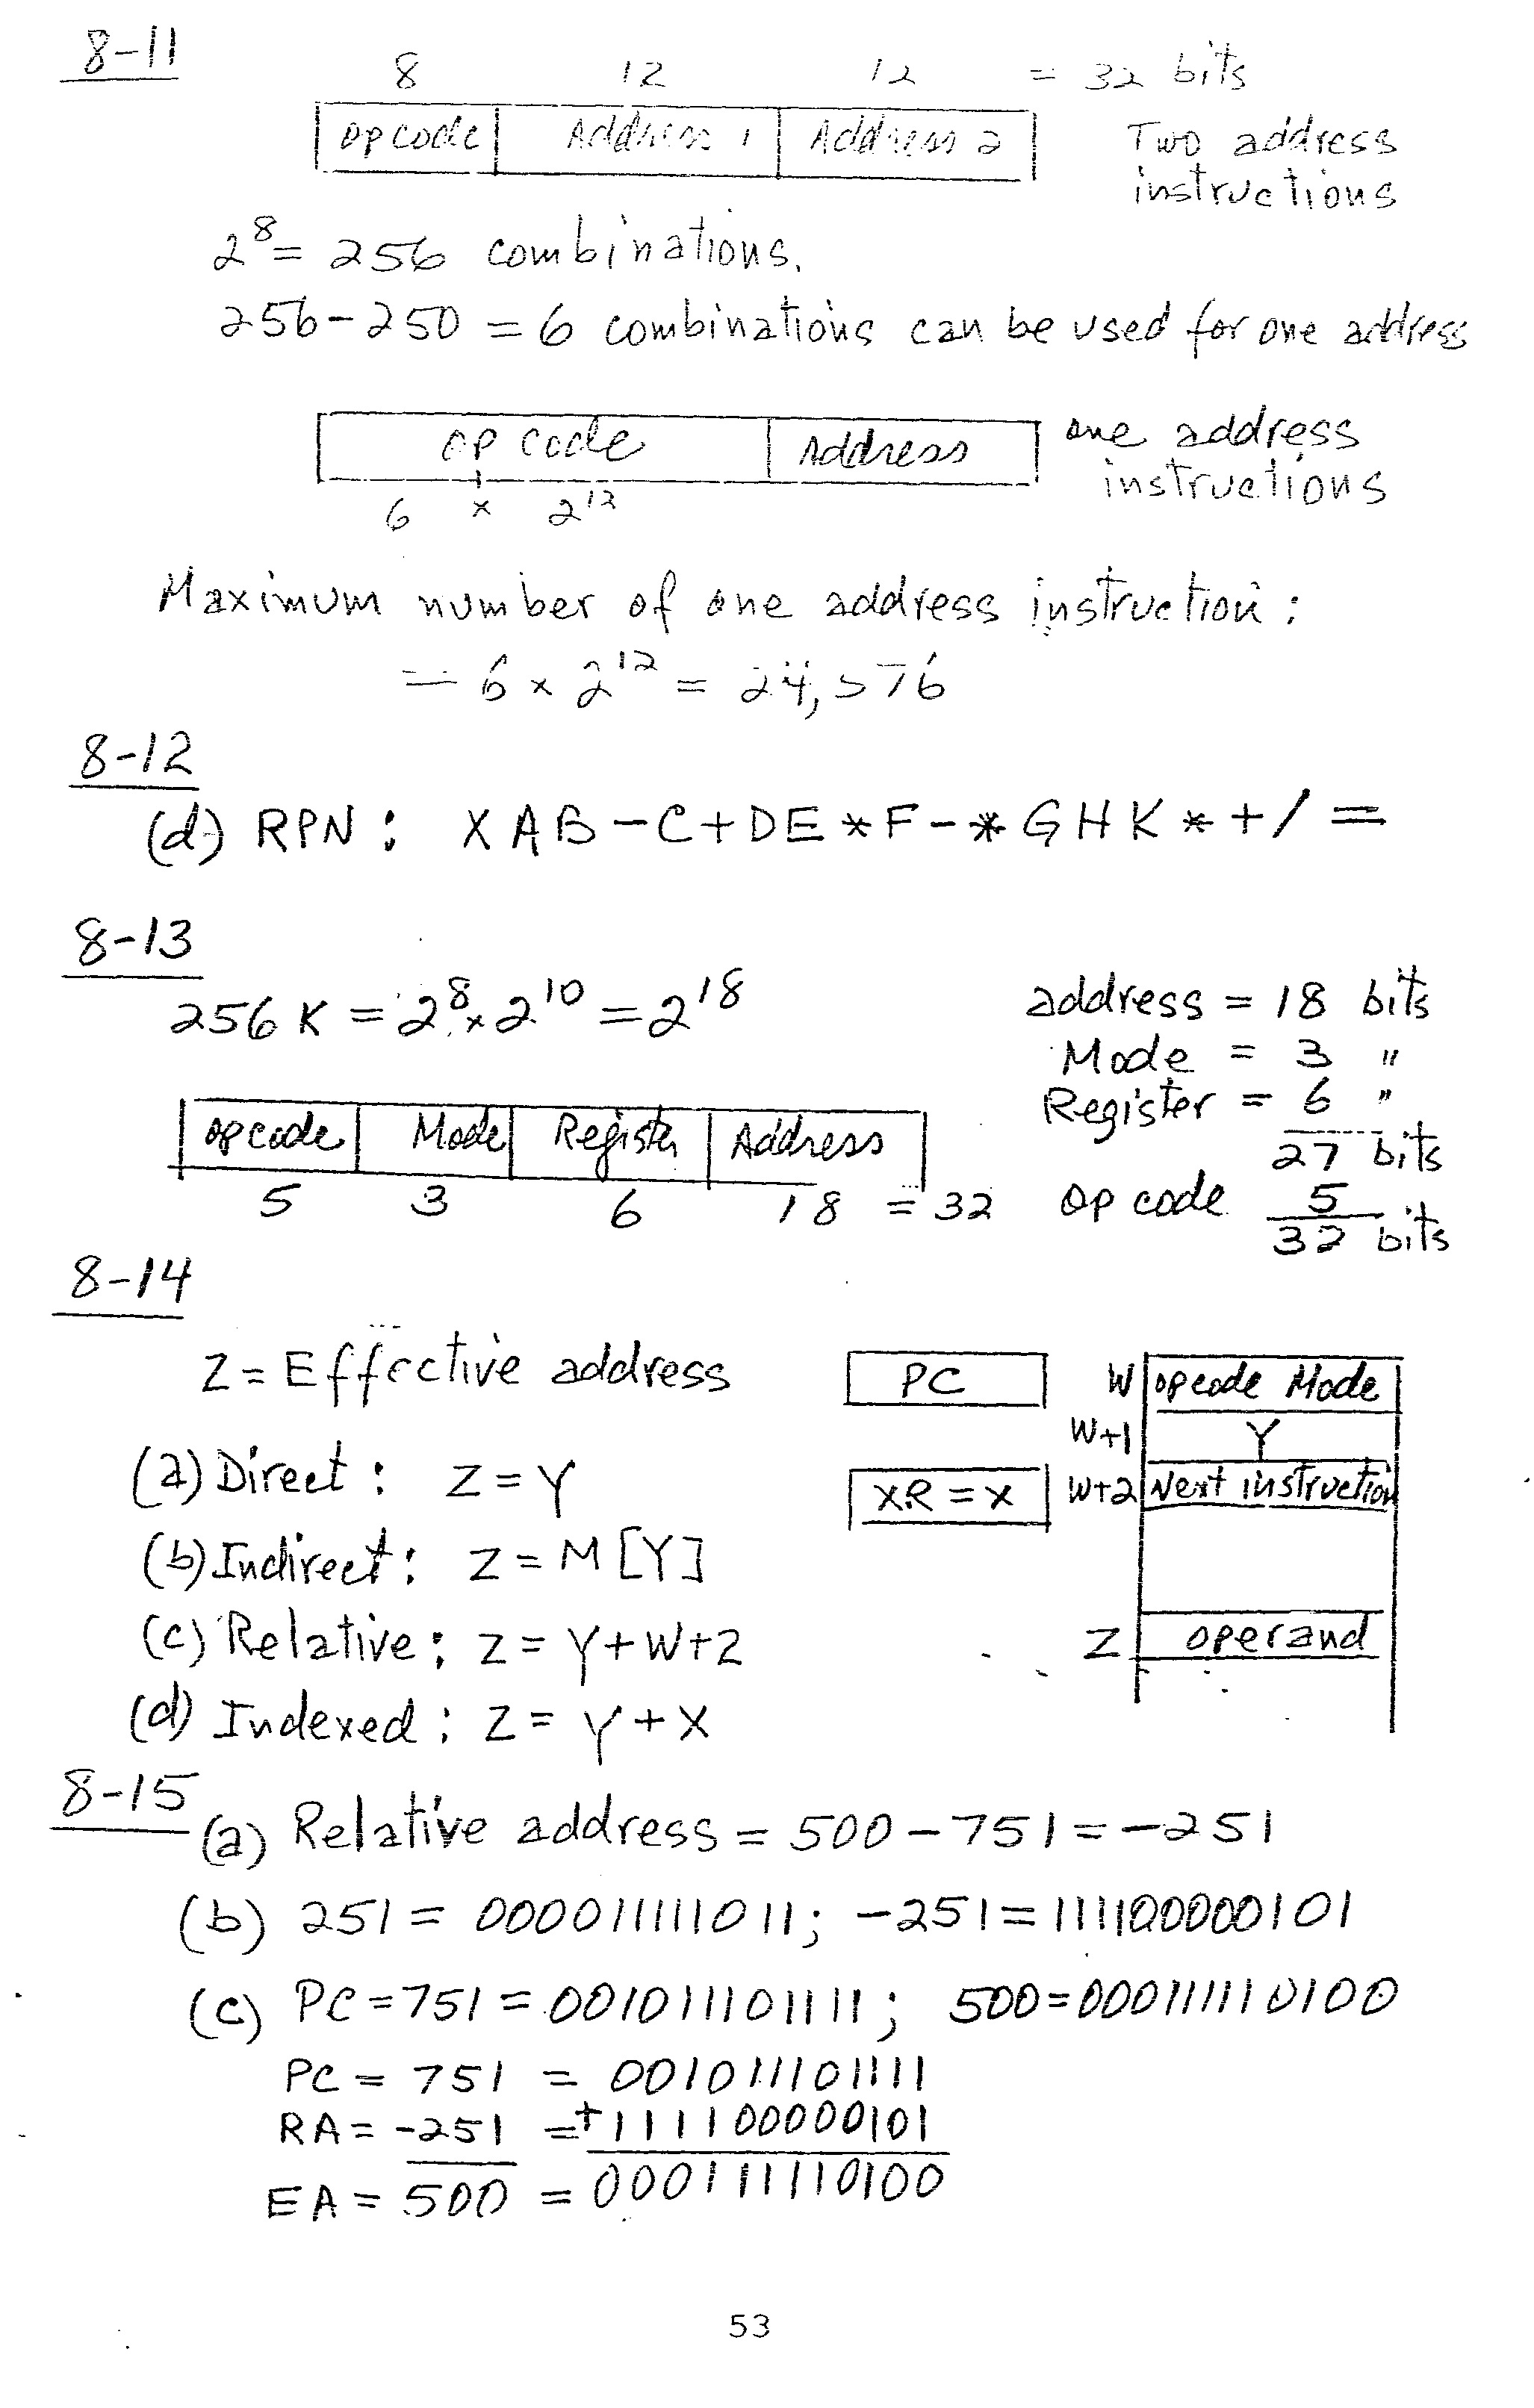 8-11
8 12 12 = 32 bits
opcode Address 1 Address 2 Two address
instructions
2^8 = 256 combinations.
256-250 = 6 combinations can be used for one address
op code Address one address
instructions
6 x 2^12
Maximum number of one address instruction:
= 6 x 2^12 = 24,576
8-12
(d) RPN: XAB-C+DE*F-*GHK*+/=
8-13
256 K = 2^8 x 2^10 = 2^18
address = 18 bits
Mode = 3 "
Register = 6 "
27 bits
opcode Mode Register Address
5 3 6 18 = 32
op code 5
32 bits
8-14
Z = Effective address
(a) Direct: Z = Y
(b) Indirect: Z = M[Y]
(c) Relative: Z = Y+W+2
(d) Indexed: Z = Y+X
PC
XR = X
W opcode Mode
W+1 Y
W+2 Next instruction
Z operand
8-15
(a) Relative address = 500-751 = -251
(b) 251 = 000011111011; -251 = 111100000101
(c) PC = 751 = 001011101111; 500 = 000111110100
PC = 751 = 001011101111
RA = -251 = +111100000101
EA = 500 = 000111110100
53